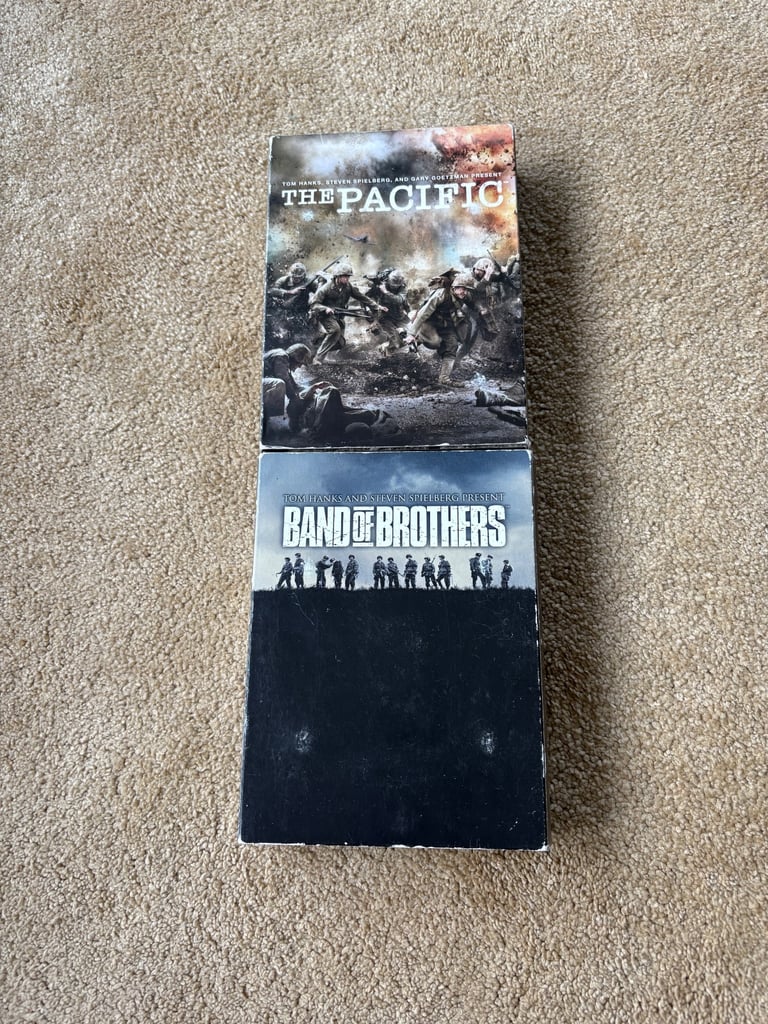 TOM HANKS, STEVEN SPIELBERG, AND GARY GOETZMAN PRESENT
THE PACIFIC
TOM HANKS AND STEVEN SPIELBERG PRESENT
BAND OF BROTHERS